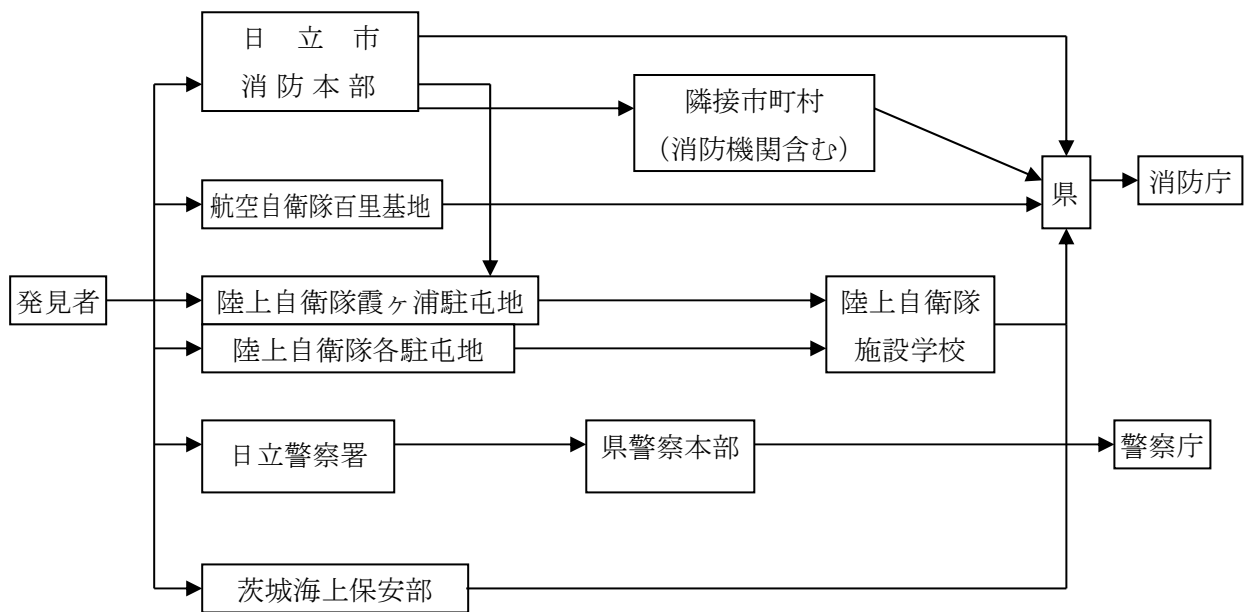 日 立 市
消 防 本 部
隣接市町村
（消防機関含む）
県
消防庁
航空自衛隊百里基地
発見者
陸上自衛隊霞ヶ浦駐屯地
陸上自衛隊各駐屯地
陸上自衛隊
施設学校
日立警察署
県警察本部
警察庁
茨城海上保安部